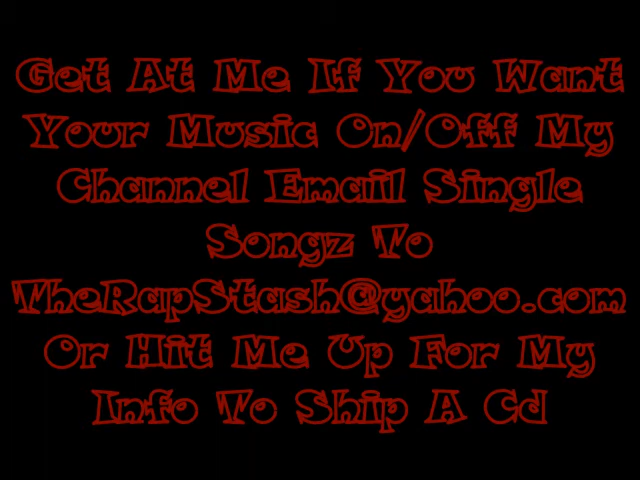 Get At Me If You Want
Your Music On/Off My
Channel Email Single
Songz To
TheRapStash@yahoo.com
Or Hit Me Up For My
Info To Ship A Cd